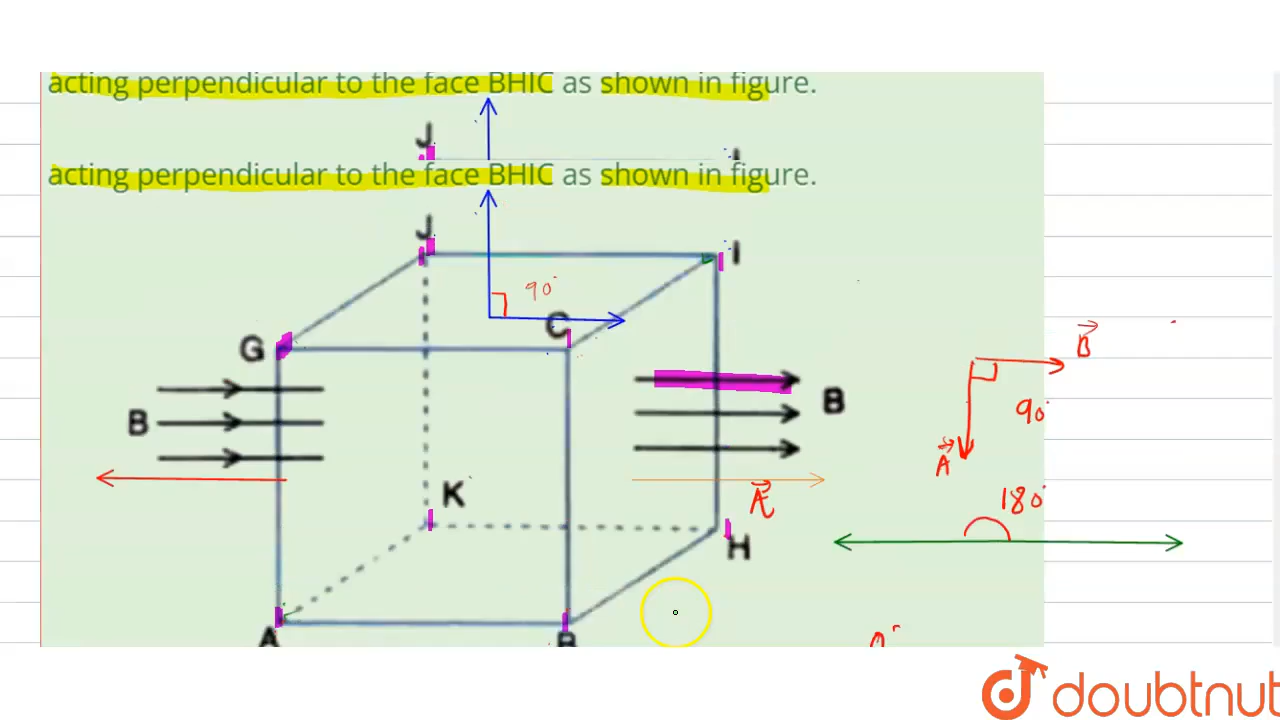 acting perpendicular to the face BHIC as shown in figure.
J
I
acting perpendicular to the face BHIC as shown in figure.
J
I
90°
C
G
B
B
B
90°
A
A
180°
K
H
A
B
0°
doubtnut